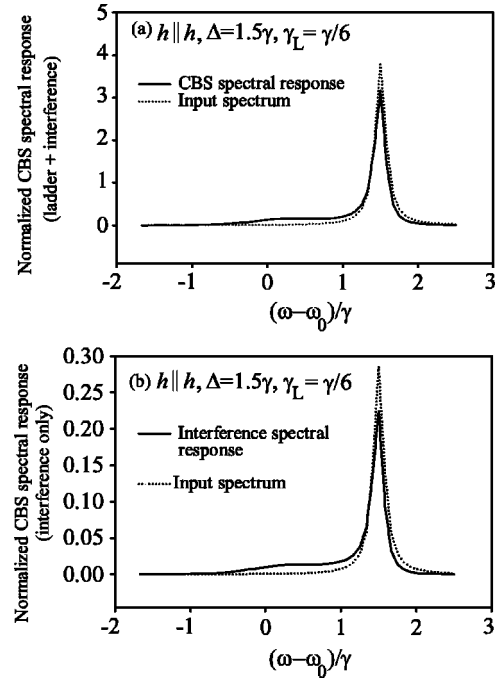 (a) h || h, Δ=1.5γ, γL= γ/6
CBS spectral response
Input spectrum
Normalized CBS spectral response
(ladder + interference)
5
4
3
2
1
0
-2 -1 0 1 2 3
(ω−ω0)/γ
(b) h || h, Δ=1.5γ, γL= γ/6
Interference spectral
response
Input spectrum
Normalized CBS spectral response
(interference only)
0.30
0.25
0.20
0.15
0.10
0.05
0.00
-2 -1 0 1 2 3
(ω−ω0)/γ